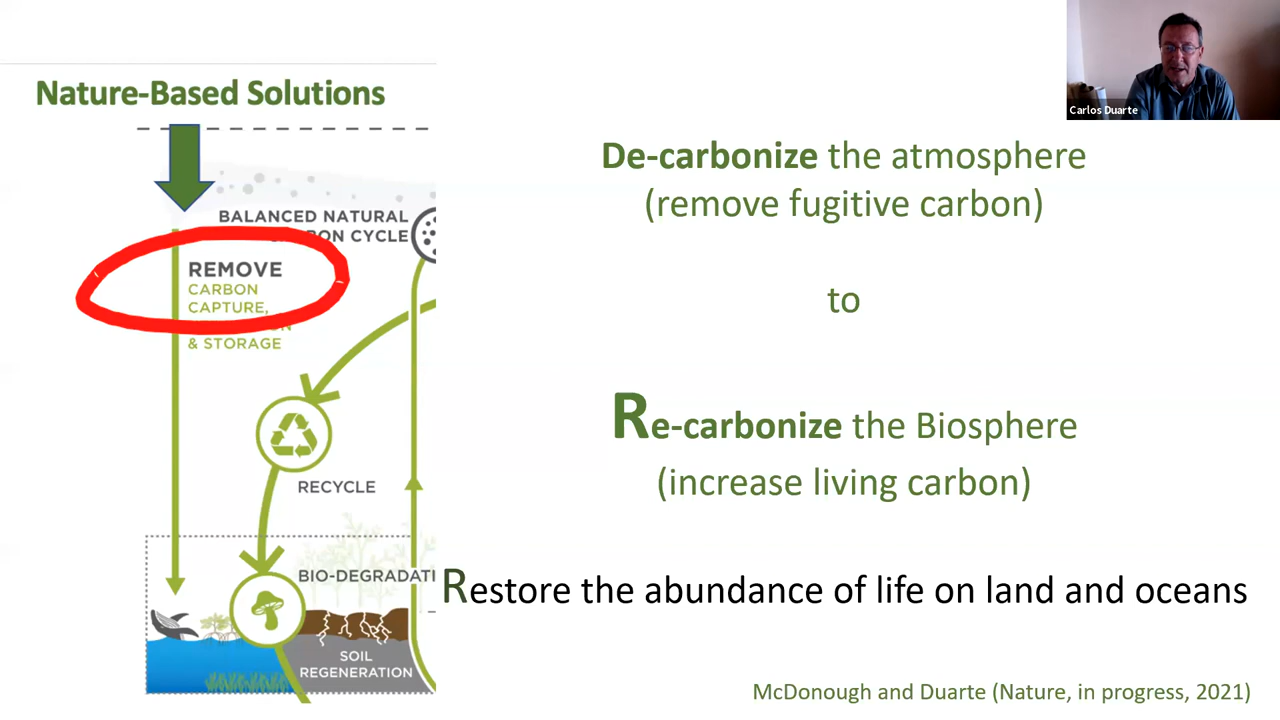 Nature-Based Solutions
BALANCED NATURAL
CYCLE
REMOVE
CARBON
CAPTURE,
& STORAGE
RECYCLE
BIO-DEGRADATI
SOIL
REGENERATION
De-carbonize the atmosphere
(remove fugitive carbon)
to
Re-carbonize the Biosphere
(increase living carbon)
Restore the abundance of life on land and oceans
McDonough and Duarte (Nature, in progress, 2021)
Carlos Duarte